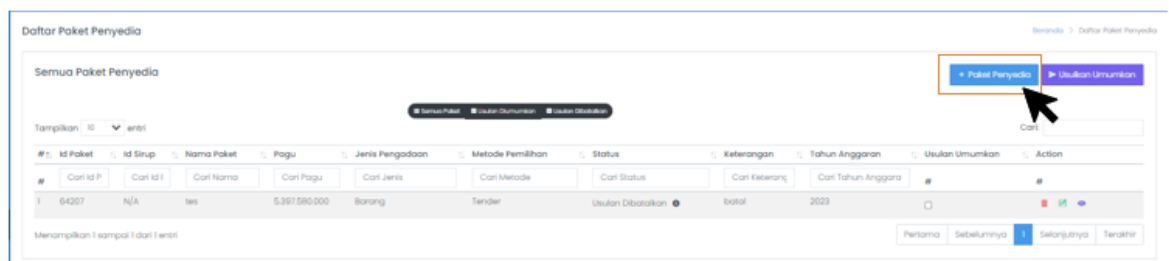 Daftar Paket Penyedia
Beranda > Daftar Paket Penyedia
Semua Paket Penyedia
+ Paket Penyedia
Usulkan Umumkan
Semua Paket Usulan Diumumkan Usulan Dibatalkan
Tampilkan 10 entri
Cari:
# Id Paket Id Sirup Nama Paket Pagu Jenis Pengadaan Metode Pemilihan Status Keterangan Tahun Anggaran Usulan Umumkan Action
# Cari Id P Cari Id I Cari Nama Cari Pagu Cari Jenis Cari Metode Cari Status Cari Keterang Cari Tahun Anggara # #
1 64207 N/A tes 5.397.580.000 Barang Tender Usulan Dibatalkan batal 2023
Menampilkan 1 sampai 1 dari 1 entri
Pertama Sebelumnya 1 Selanjutnya Terakhir